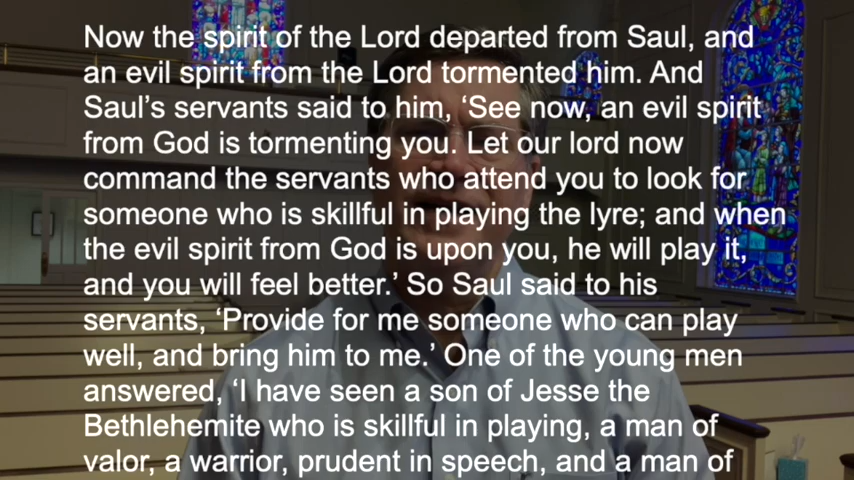 Now the spirit of the Lord departed from Saul, and
an evil spirit from the Lord tormented him. And
Saul’s servants said to him, ‘See now, an evil spirit
from God is tormenting you. Let our lord now
command the servants who attend you to look for
someone who is skillful in playing the lyre; and when
the evil spirit from God is upon you, he will play it,
and you will feel better.’ So Saul said to his
servants, ‘Provide for me someone who can play
well, and bring him to me.’ One of the young men
answered, ‘I have seen a son of Jesse the
Bethlehemite who is skillful in playing, a man of
valor, a warrior, prudent in speech, and a man of